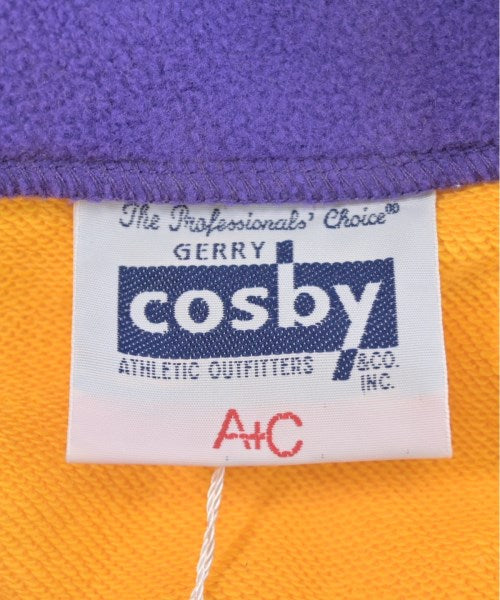 The Professionals' Choice®
GERRY
cosby
ATHLETIC OUTFITTERS &CO.
INC.
A+C